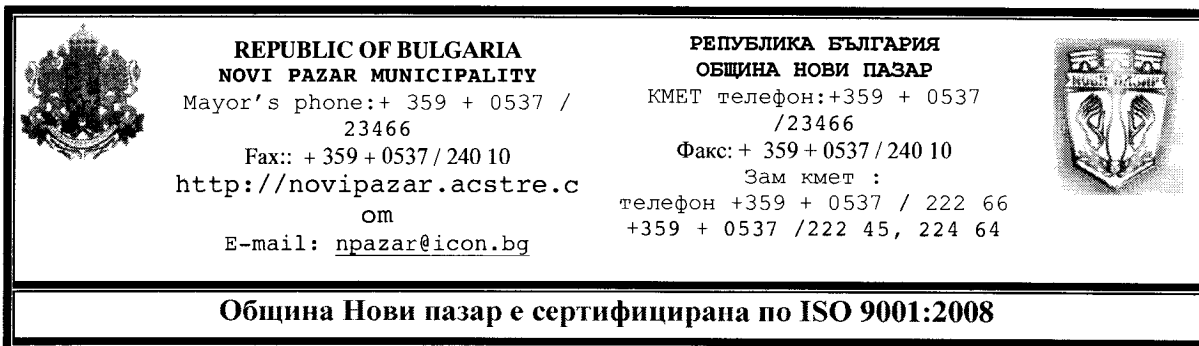 REPUBLIC OF BULGARIA
NOVI PAZAR MUNICIPALITY
Mayor's phone:+ 359 + 0537 /
23466
Fax:: + 359 + 0537 / 240 10
http://novipazar.acstre.c
om
E-mail: npazar@icon.bg
РЕПУБЛИКА БЪЛГАРИЯ
ОБЩИНА НОВИ ПАЗАР
КМЕТ телефон:+359 + 0537
/23466
Факс: + 359 + 0537 / 240 10
Зам кмет :
телефон +359 + 0537 / 222 66
+359 + 0537 /222 45, 224 64
НОВИ ПАЗАР
Община Нови пазар е сертифицирана по ISO 9001:2008